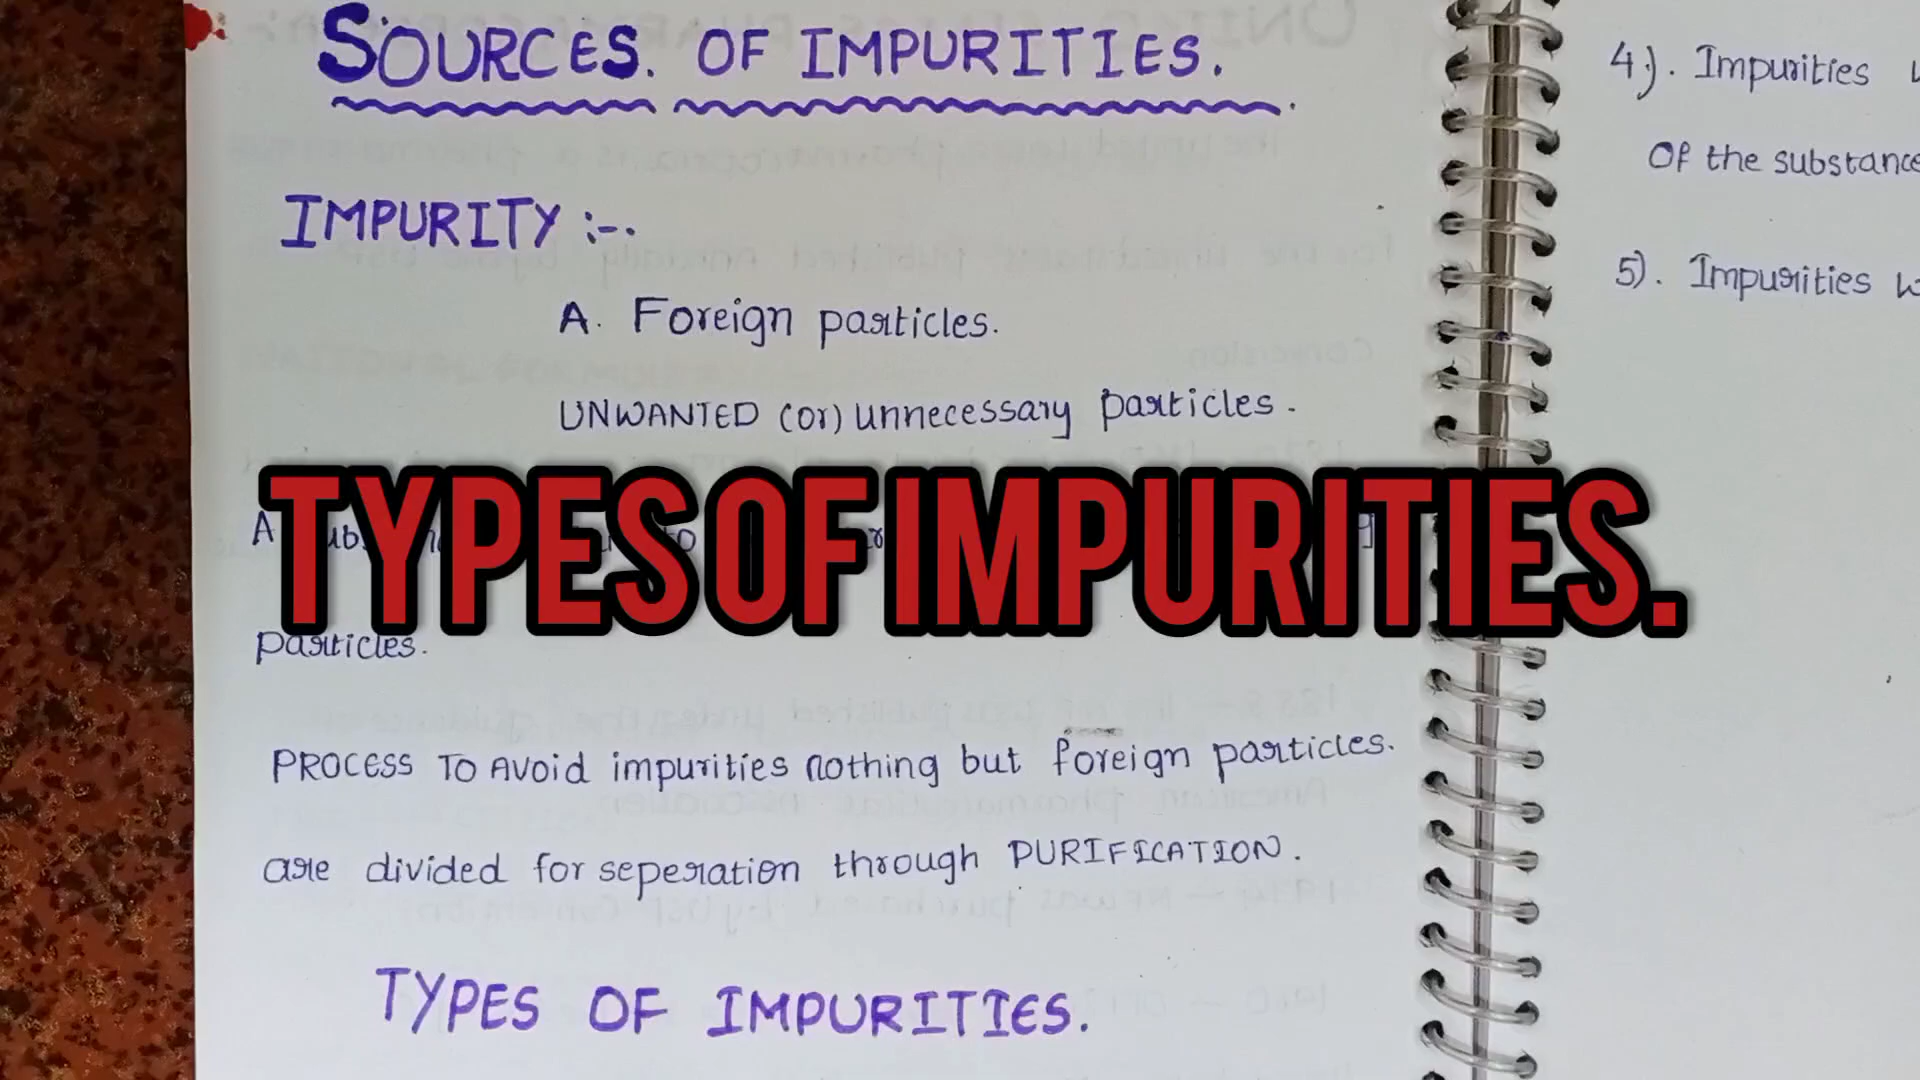 SOURCES. OF IMPURITIES.
IMPURITY :-.
A. Foreign particles.
UNWANTED (or) unnecessary particles.
TYPES OF IMPURITIES.
A
particles.
PROCESS TO AVOID impurities nothing but foreign particles.
are divided for seperation through PURIFICATION.
TYPES OF IMPURITIES.
4). Impurities
Of the substance
5). Impurities